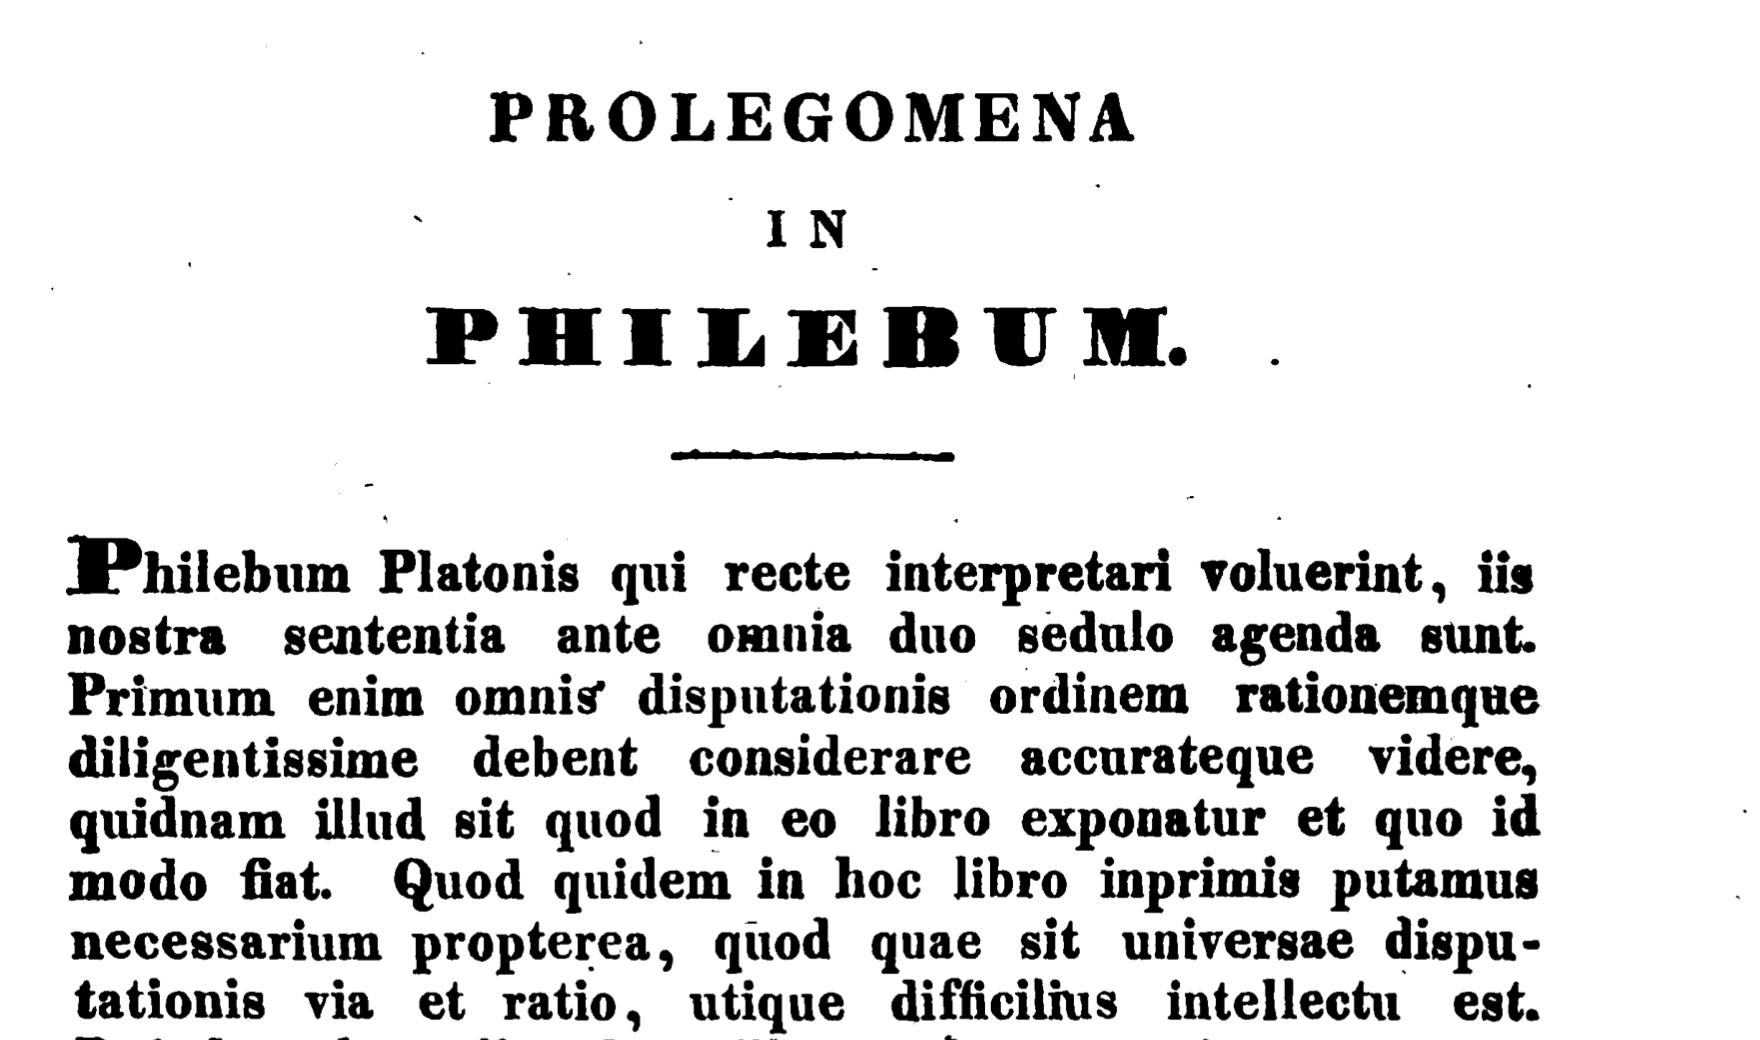 PROLEGOMENA
IN
PHILEBUM.
Philebum Platonis qui recte interpretari voluerint, iis
nostra sententia ante omnia duo sedulo agenda sunt.
Primum enim omnis disputationis ordinem rationemque
diligentissime debent considerare accurateque videre,
quidnam illud sit quod in eo libro exponatur et quo id
modo fiat. Quod quidem in hoc libro inprimis putamus
necessarium propterea, quod quae sit universae dispu-
tationis via et ratio, utique difficilius intellectu est.